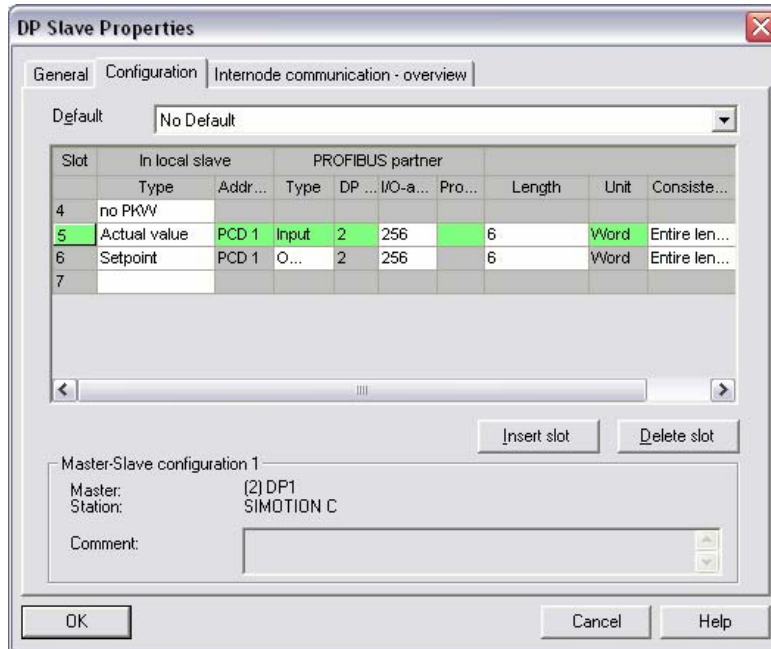 DP Slave Properties
General Configuration Internode communication - overview
Default No Default
Slot In local slave PROFIBUS partner
Type Addr... Type DP ... I/O-a... Pro... Length Unit Consiste...
4 no PKW
5 Actual value PCD 1 Input 2 256 6 Word Entire len...
6 Setpoint PCD 1 O... 2 256 6 Word Entire len...
7
Insert slot Delete slot
Master-Slave configuration 1
Master: (2) DP1
Station: SIMOTION C
Comment:
OK Cancel Help